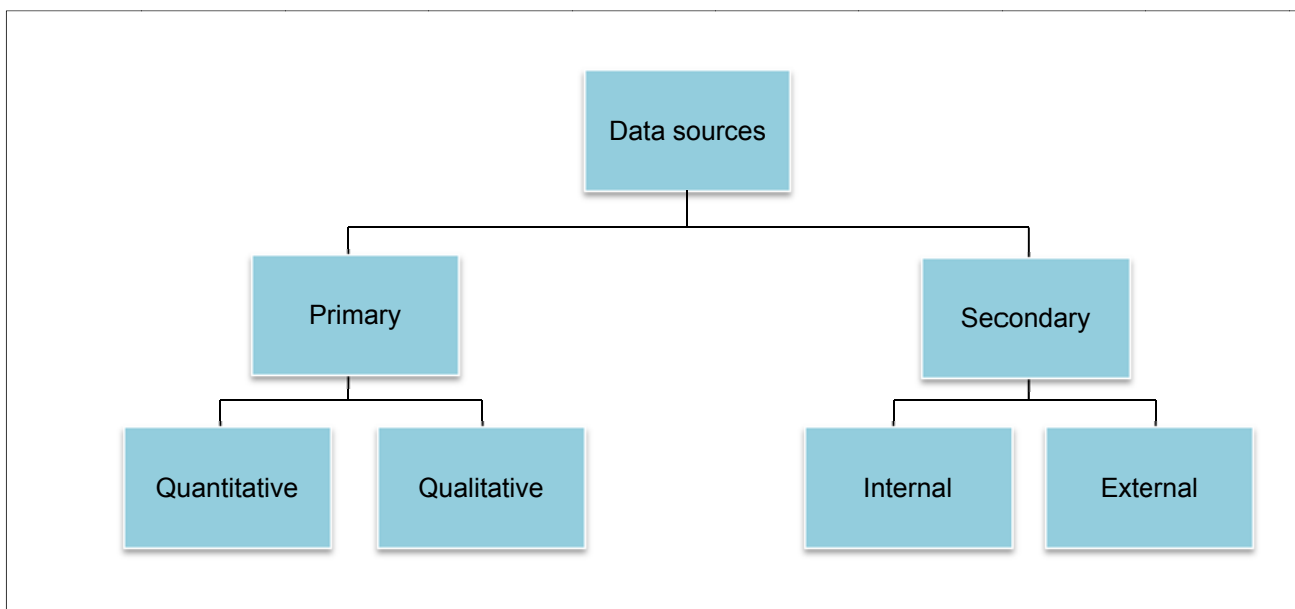 Data sources
Primary
Secondary
Quantitative
Qualitative
Internal
External